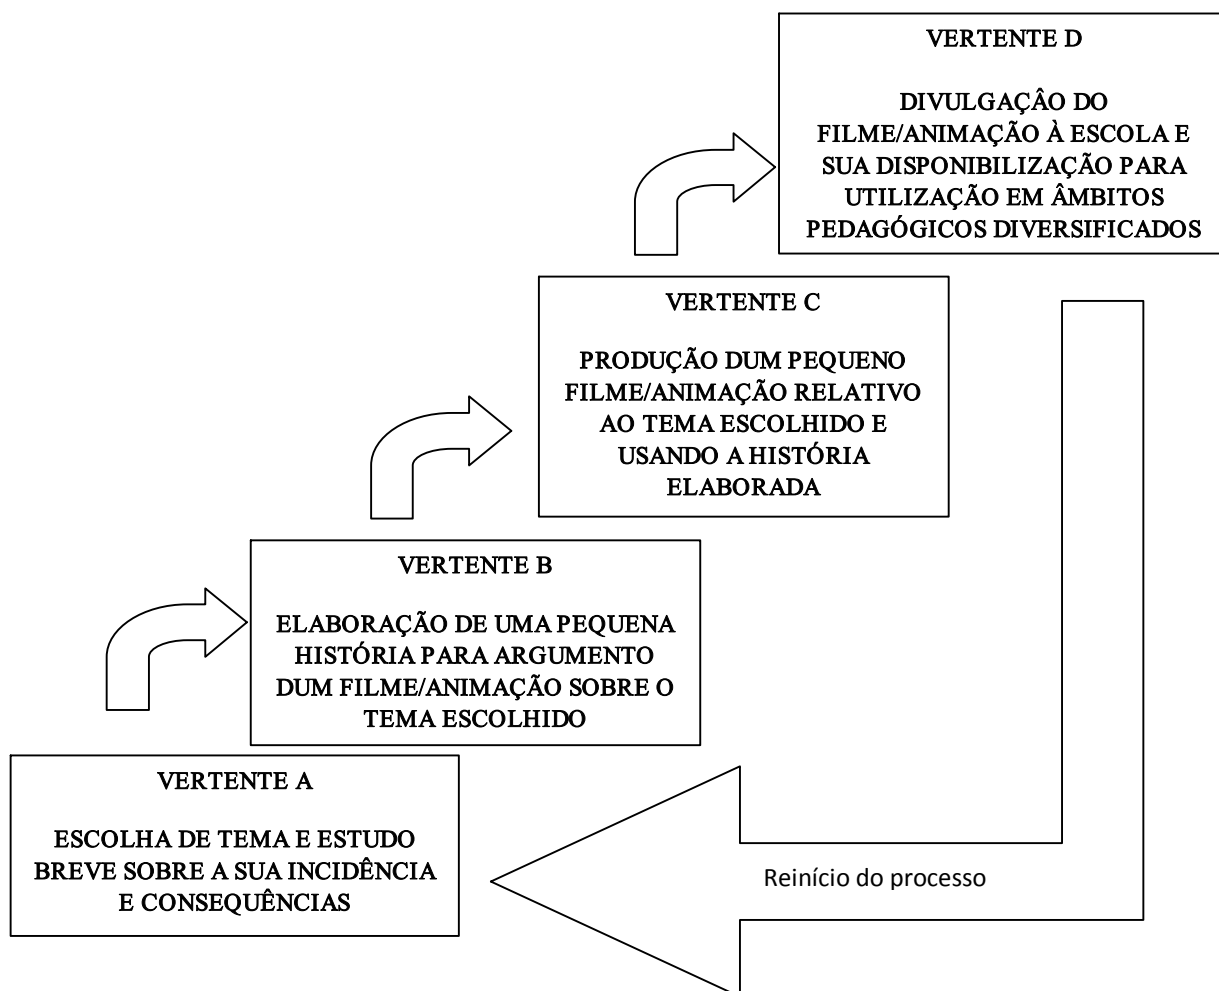 VERTENTE D
DIVULGAÇÂO DO
FILME/ANIMAÇÃO À ESCOLA E
SUA DISPONIBILIZAÇÃO PARA
UTILIZAÇÃO EM ÂMBITOS
PEDAGÓGICOS DIVERSIFICADOS
VERTENTE C
PRODUÇÃO DUM PEQUENO
FILME/ANIMAÇÃO RELATIVO
AO TEMA ESCOLHIDO E
USANDO A HISTÓRIA
ELABORADA
VERTENTE B
ELABORAÇÃO DE UMA PEQUENA
HISTÓRIA PARA ARGUMENTO
DUM FILME/ANIMAÇÃO SOBRE O
TEMA ESCOLHIDO
VERTENTE A
ESCOLHA DE TEMA E ESTUDO
BREVE SOBRE A SUA INCIDÊNCIA
E CONSEQUÊNCIAS
Reinício do processo